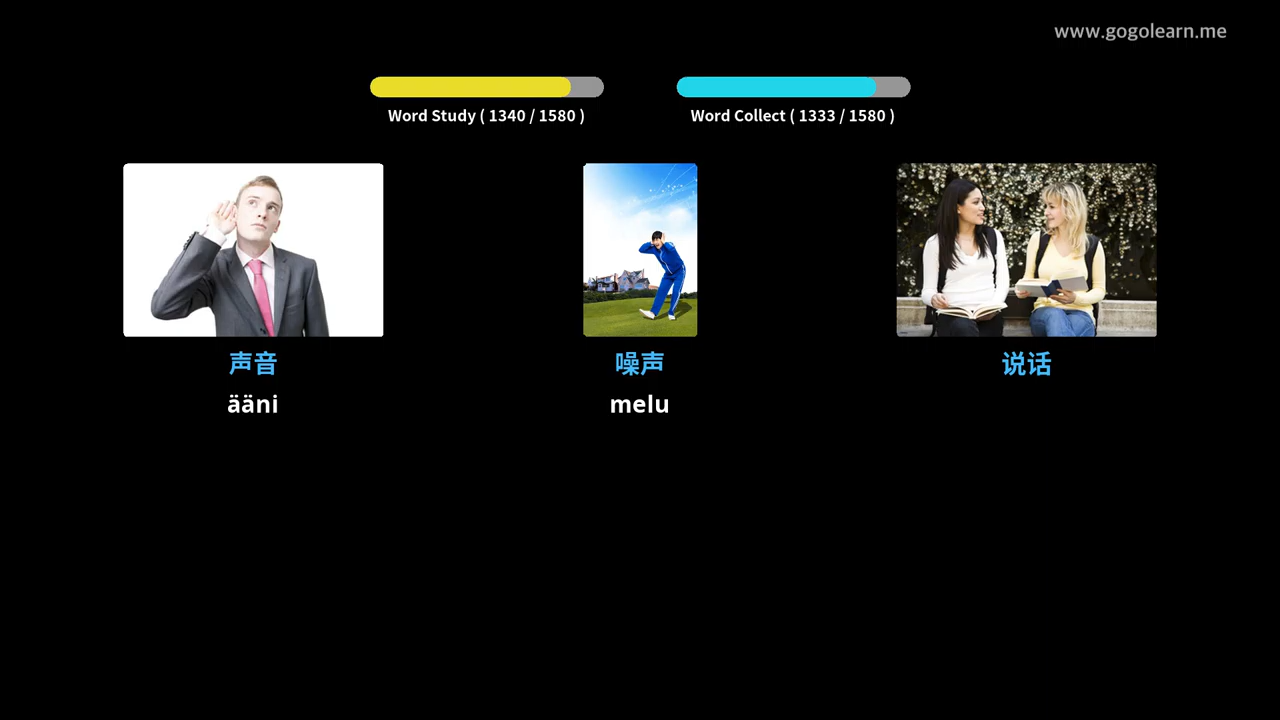 www.gogolearn.me
Word Study ( 1340 / 1580 )
Word Collect ( 1333 / 1580 )
声音
噪声
说话
ääni
melu